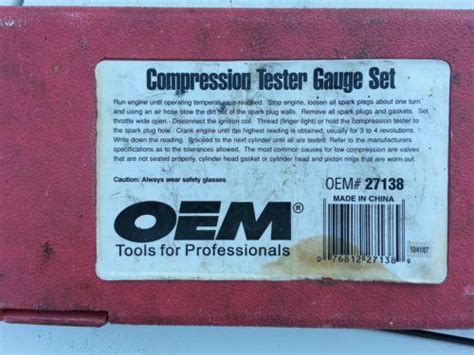 Compression Tester Gauge Set
Run engine until operating temperature is reached. Stop engine, loosen all spark plugs about one turn
and using an air hose blow the dirt out of the spark plug walls. Remove all spark plugs and gaskets. Set
throttle wide open. Disconnect the ignition coil. Thread (finger-tight) or hold the compression tester to
the spark plug hole. Crank engine until the highest reading is obtained, usually for 3 to 4 revolutions.
Write down the reading. Proceed to the next cylinder until all are tested. Refer to the manufacturers
specifications as to the tolerances allowed. The most common causes for low compression are valves
that are not seated properly, cylinder head gasket or cylinder head and piston rings that are worn out.
Caution: Always wear safety glasses
OEM# 27138
MADE IN CHINA
OEM®
Tools for Professionals
0 76812 27138 9